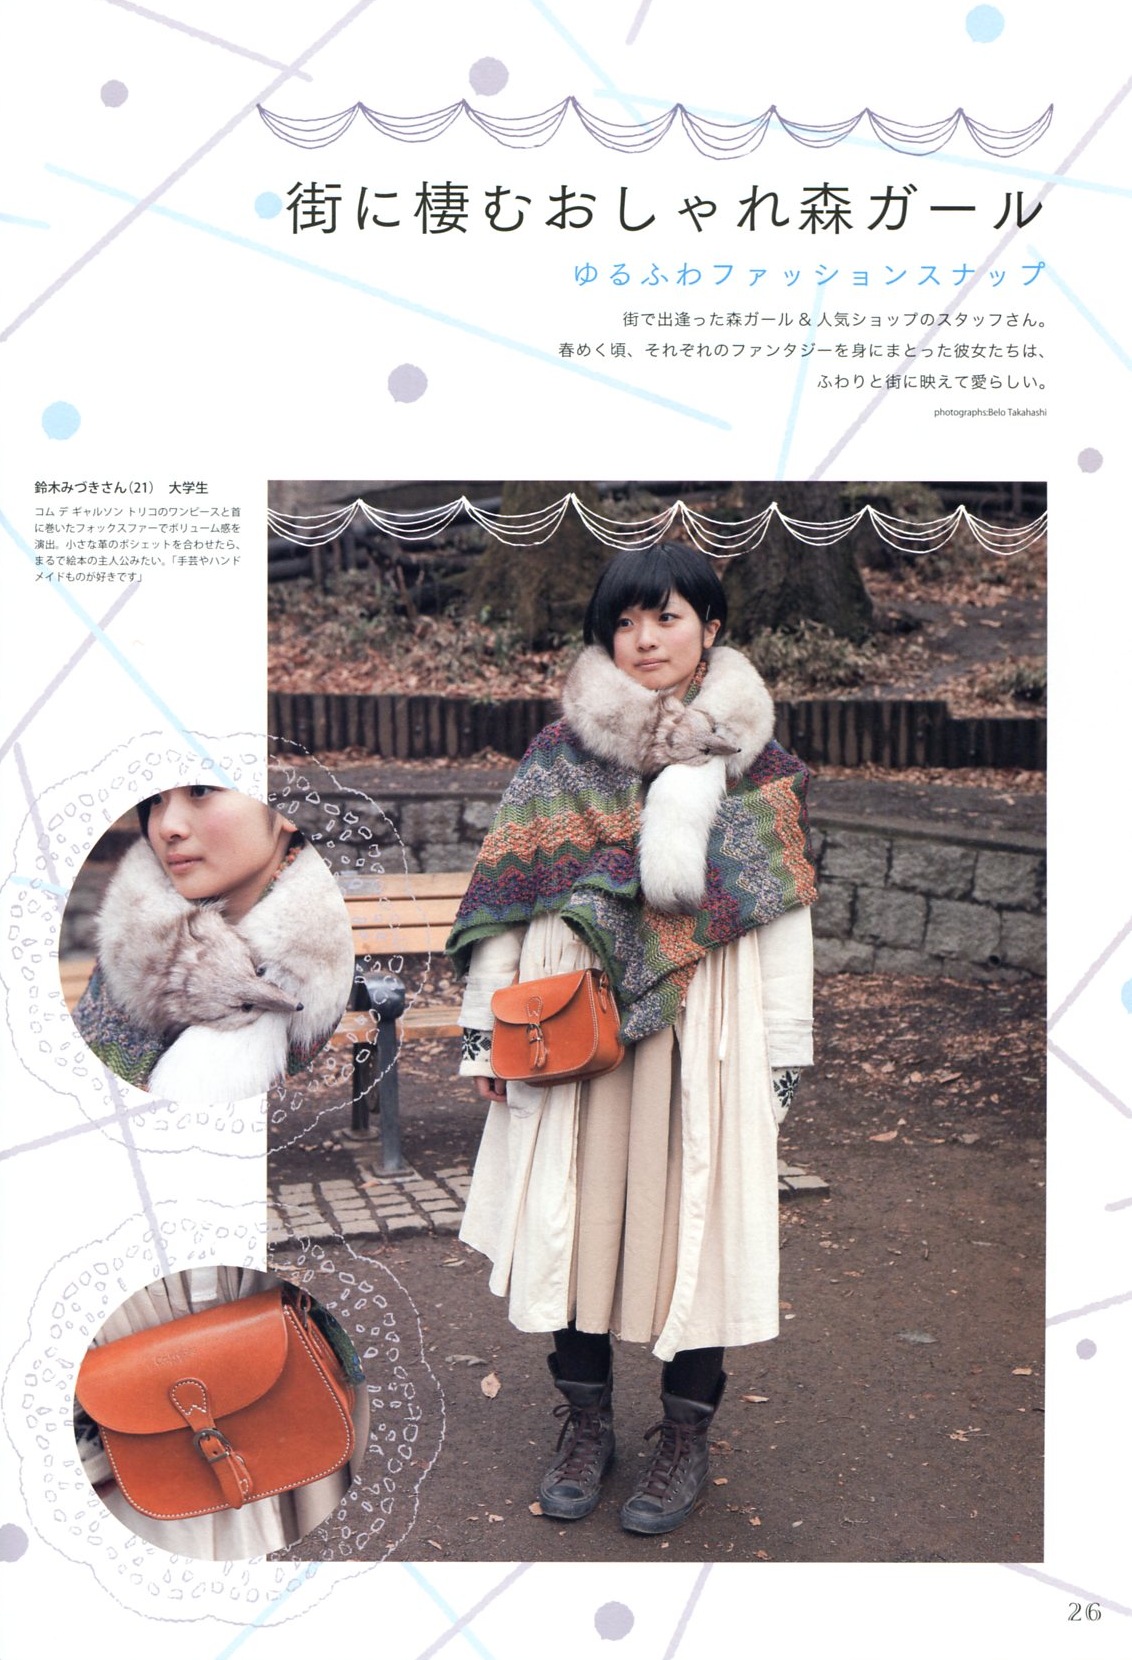 街に棲むおしゃれ森ガール
ゆるふわファッションスナップ
街で出逢った森ガール&人気ショップのスタッフさん。
春めく頃、それぞれのファンタジーを身にまとった彼女たちは、
ふわりと街に映えて愛らしい。
photographs:Belo Takahashi
鈴木みづきさん(21) 大学生
コム デ ギャルソン トリコのワンピースと首
に巻いたフォックスファーでボリューム感を
演出。小さな革のポシェットを合わせたら、
まるで絵本の主人公みたい。「手芸やハンド
メイドものが好きです」
26